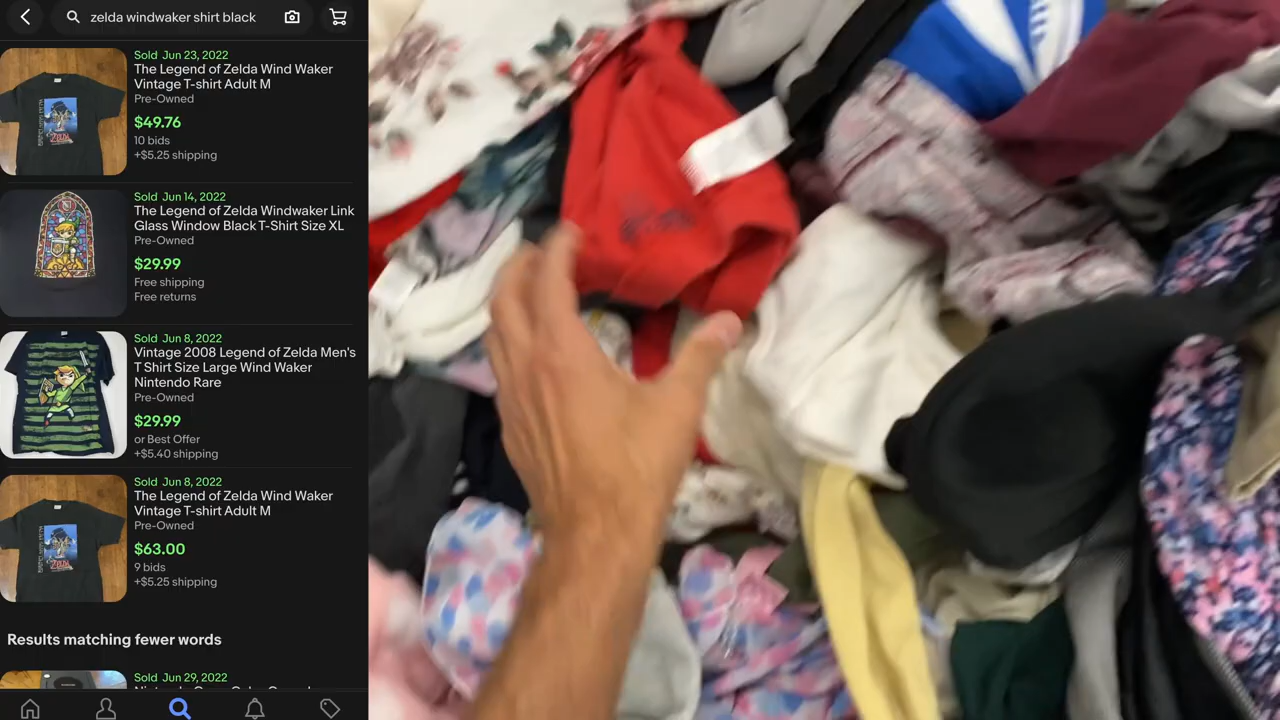 zelda windwaker shirt black
Sold Jun 23, 2022
The Legend of Zelda Wind Waker
Vintage T-shirt Adult M
Pre-Owned
$49.76
10 bids
+$5.25 shipping
Sold Jun 14, 2022
The Legend of Zelda Windwaker Link
Glass Window Black T-Shirt Size XL
Pre-Owned
$29.99
Free shipping
Free returns
Sold Jun 8, 2022
Vintage 2008 Legend of Zelda Men's
T Shirt Size Large Wind Waker
Nintendo Rare
Pre-Owned
$29.99
or Best Offer
+$5.40 shipping
Sold Jun 8, 2022
The Legend of Zelda Wind Waker
Vintage T-shirt Adult M
Pre-Owned
$63.00
9 bids
+$5.25 shipping
Results matching fewer words
Sold Jun 29, 2022